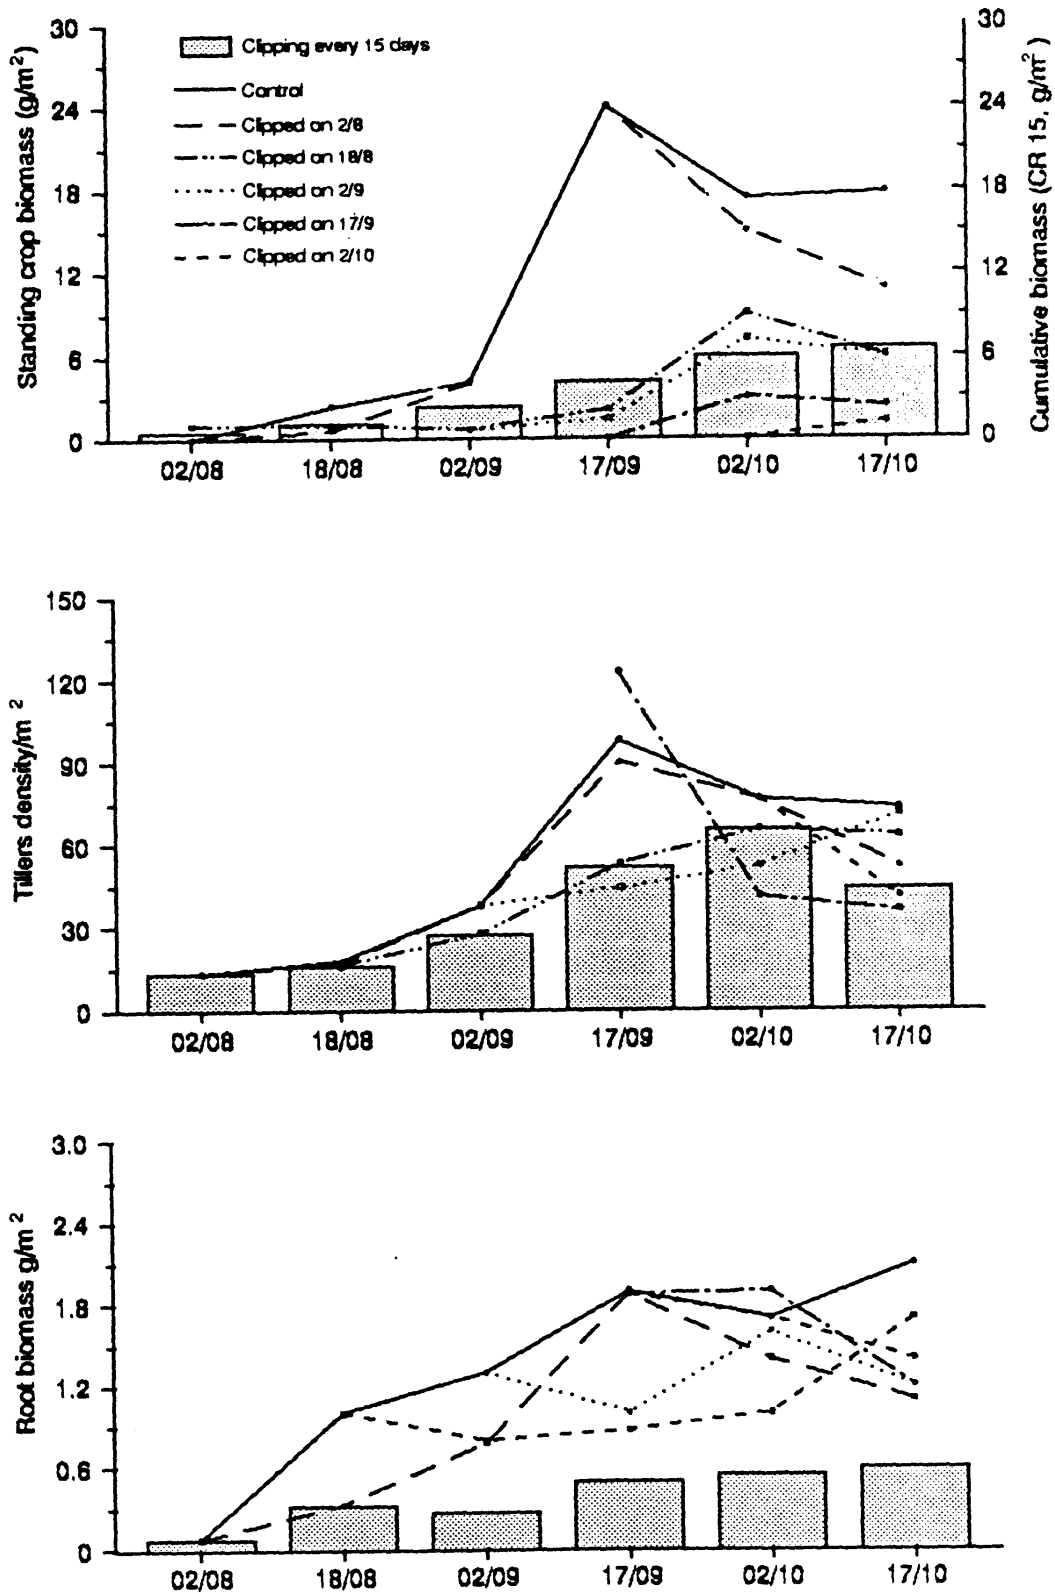 Standing crop biomass (g/m²)
30
24
18
12
6
0
Clipping every 15 days
Control
Clipped on 2/8
Clipped on 18/8
Clipped on 2/9
Clipped on 17/9
Clipped on 2/10
30
24
18
12
6
0
Cumulative biomass (CR 15, g/m²)
02/08 18/08 02/09 17/09 02/10 17/10
Tillers density/m²
150
120
90
60
30
0
02/08 18/08 02/09 17/09 02/10 17/10
Root biomass g/m²
3.0
2.4
1.8
1.2
0.6
0
02/08 18/08 02/09 17/09 02/10 17/10